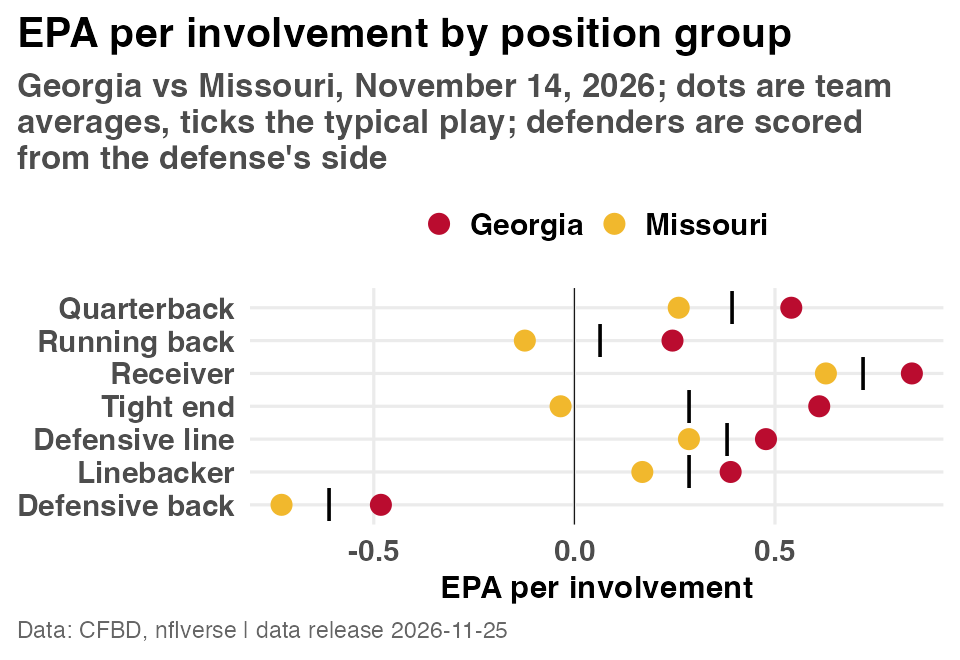 EPA per involvement by position group
Georgia vs Missouri, November 14, 2026; dots are team
averages, ticks the typical play; defenders are scored
from the defense's side
Georgia Missouri
Quarterback
Running back
Receiver
Tight end
Defensive line
Linebacker
Defensive back
-0.5 0.0 0.5
EPA per involvement
Data: CFBD, nflverse | data release 2026-11-25